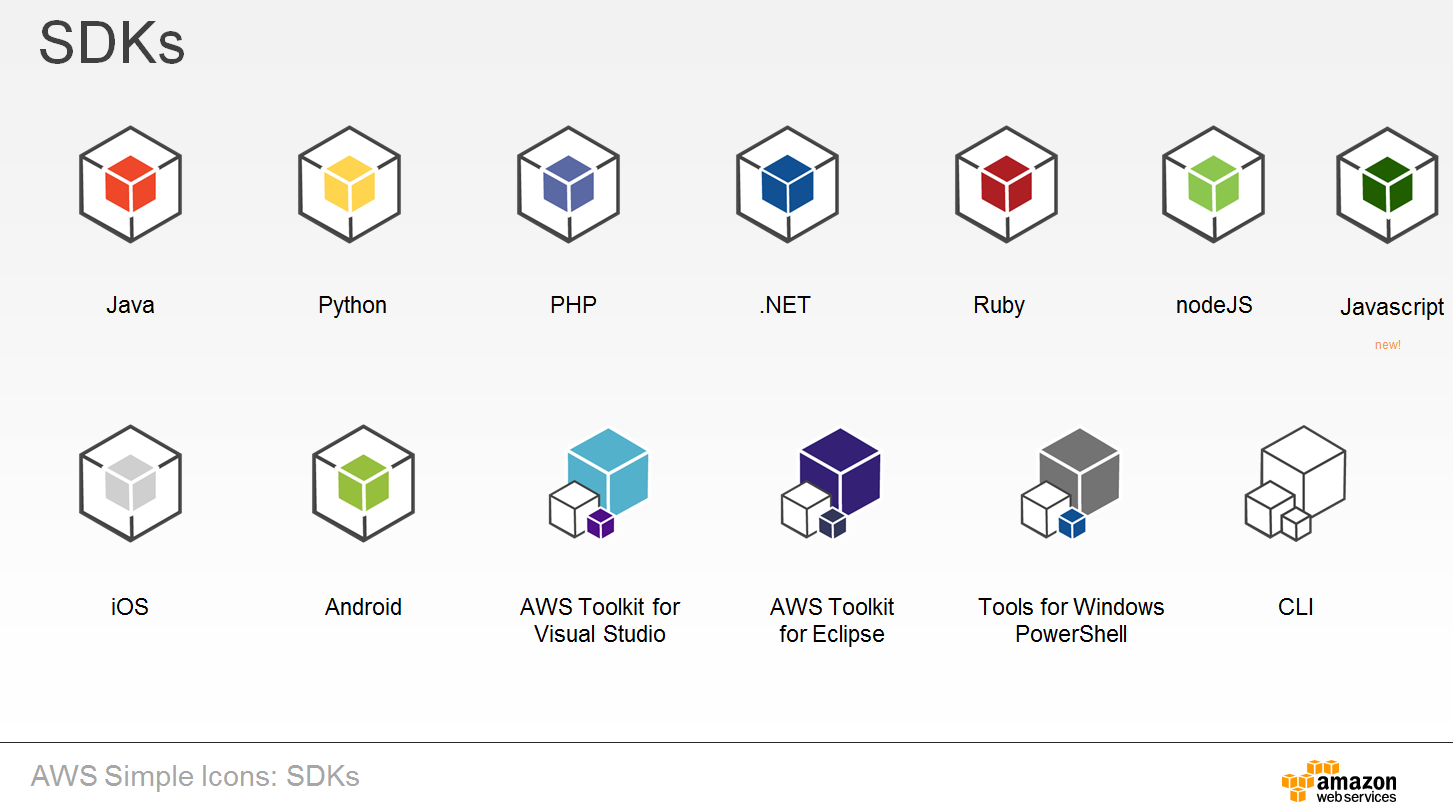 SDKs
Java
Python
PHP
.NET
Ruby
nodeJS
Javascript
new!
iOS
Android
AWS Toolkit for
Visual Studio
AWS Toolkit
for Eclipse
Tools for Windows
PowerShell
CLI
AWS Simple Icons: SDKs
amazon
web services